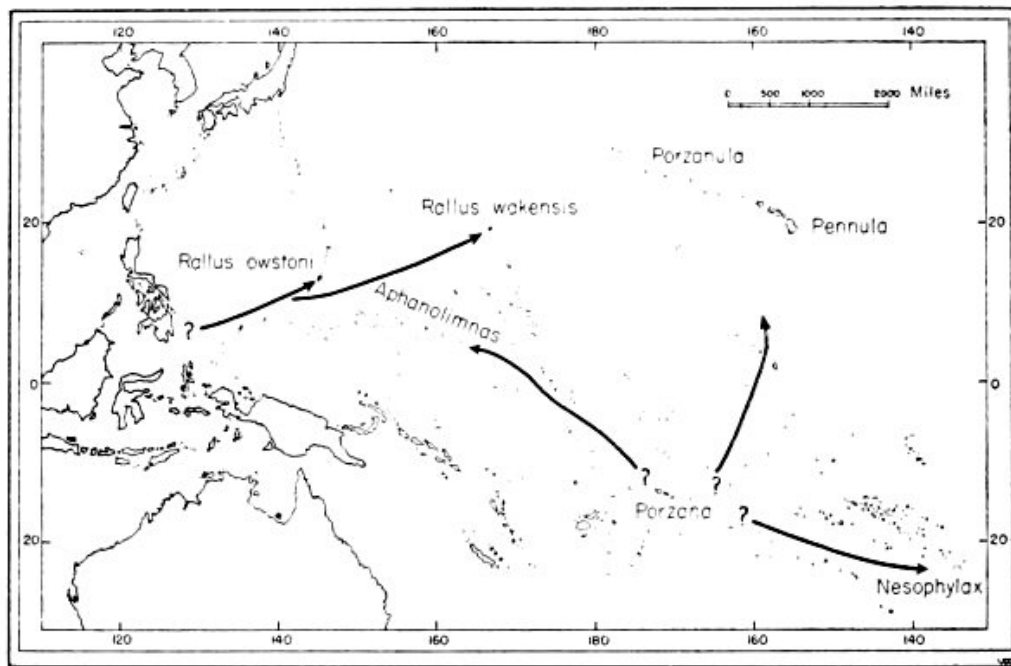 120 140 160 180 160 140
0 500 1000 2000 Miles
Porzanula
20 Rallus wakensis 20
Pennula
Rallus owstoni
Aphanolimnas
?
0 0
? ?
Porzana ?
20 20
Nesophylax
120 140 160 180 160 140